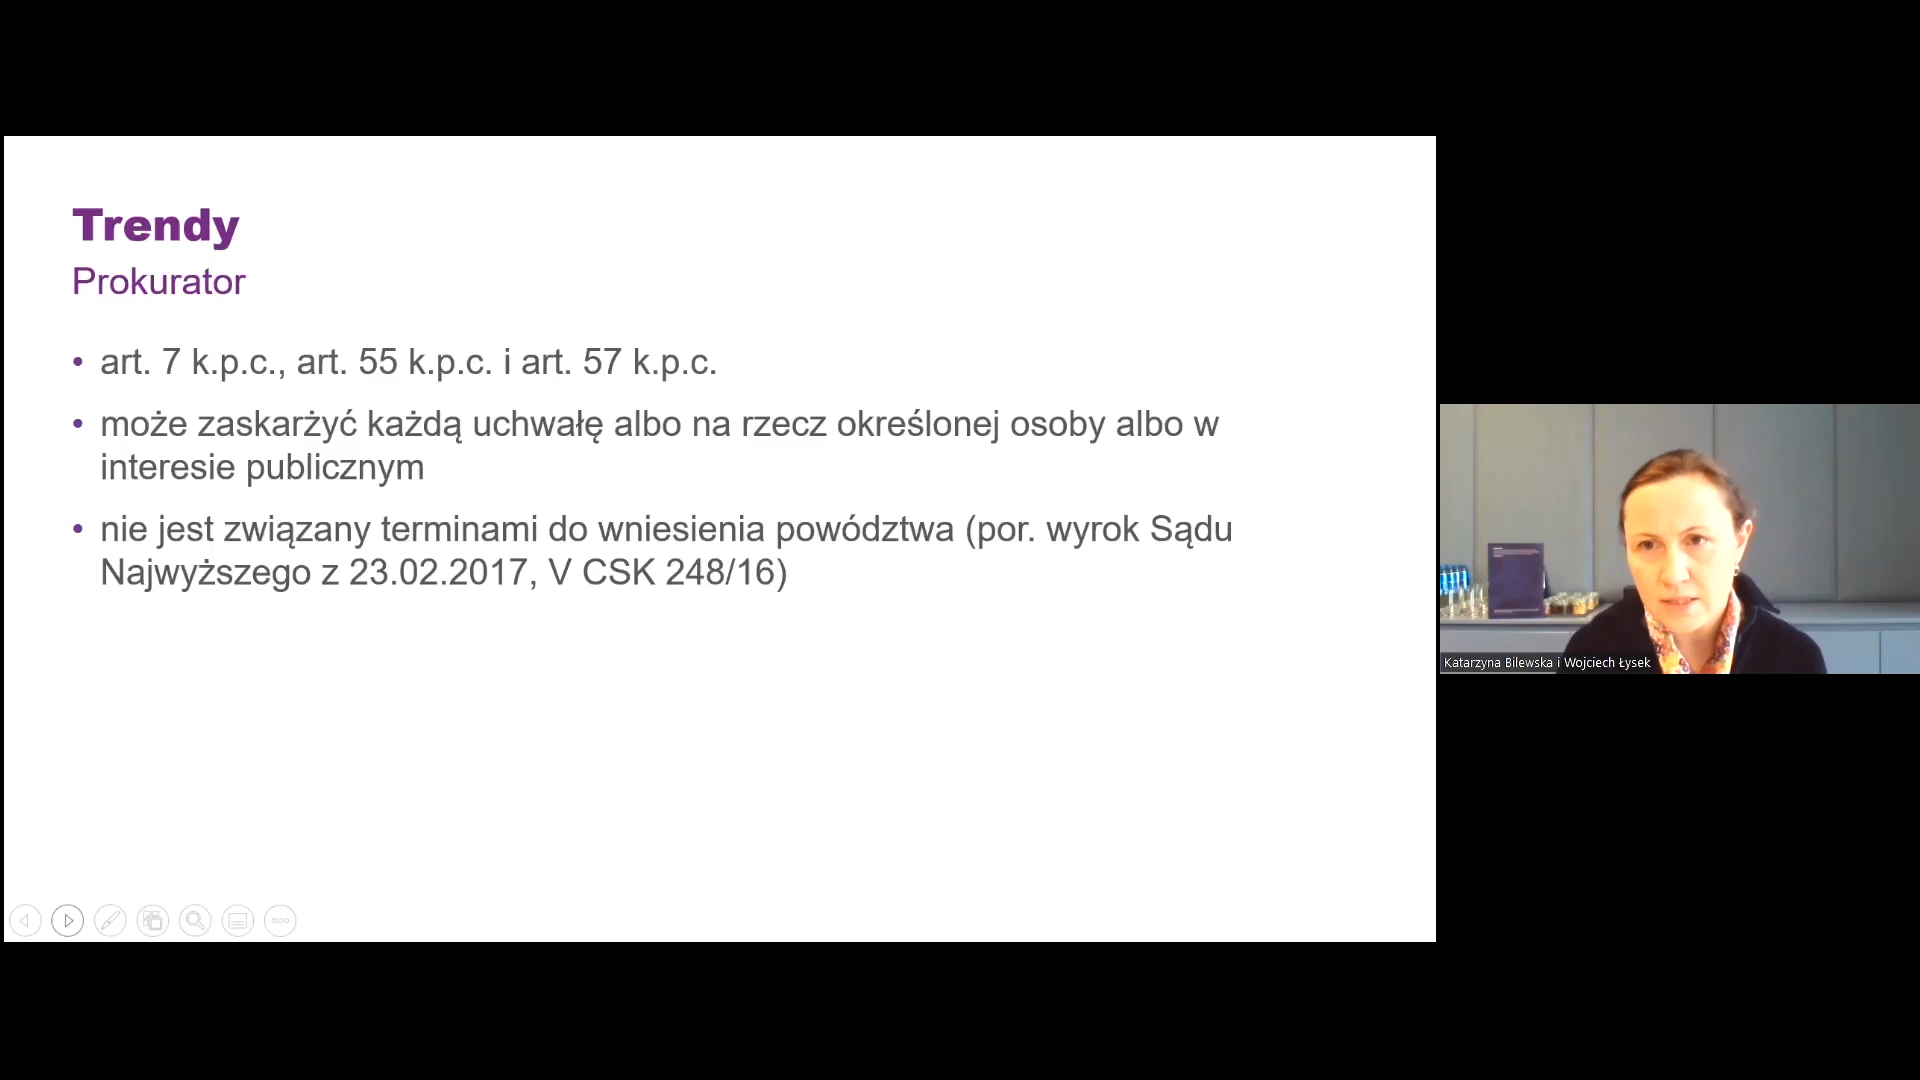 Trendy
Prokurator
• art. 7 k.p.c., art. 55 k.p.c. i art. 57 k.p.c.
• może zaskarżyć każdą uchwałę albo na rzecz określonej osoby albo w
interesie publicznym
• nie jest związany terminami do wniesienia powództwa (por. wyrok Sądu
Najwyższego z 23.02.2017, V CSK 248/16)
Katarzyna Bilewska i Wojciech Łysek